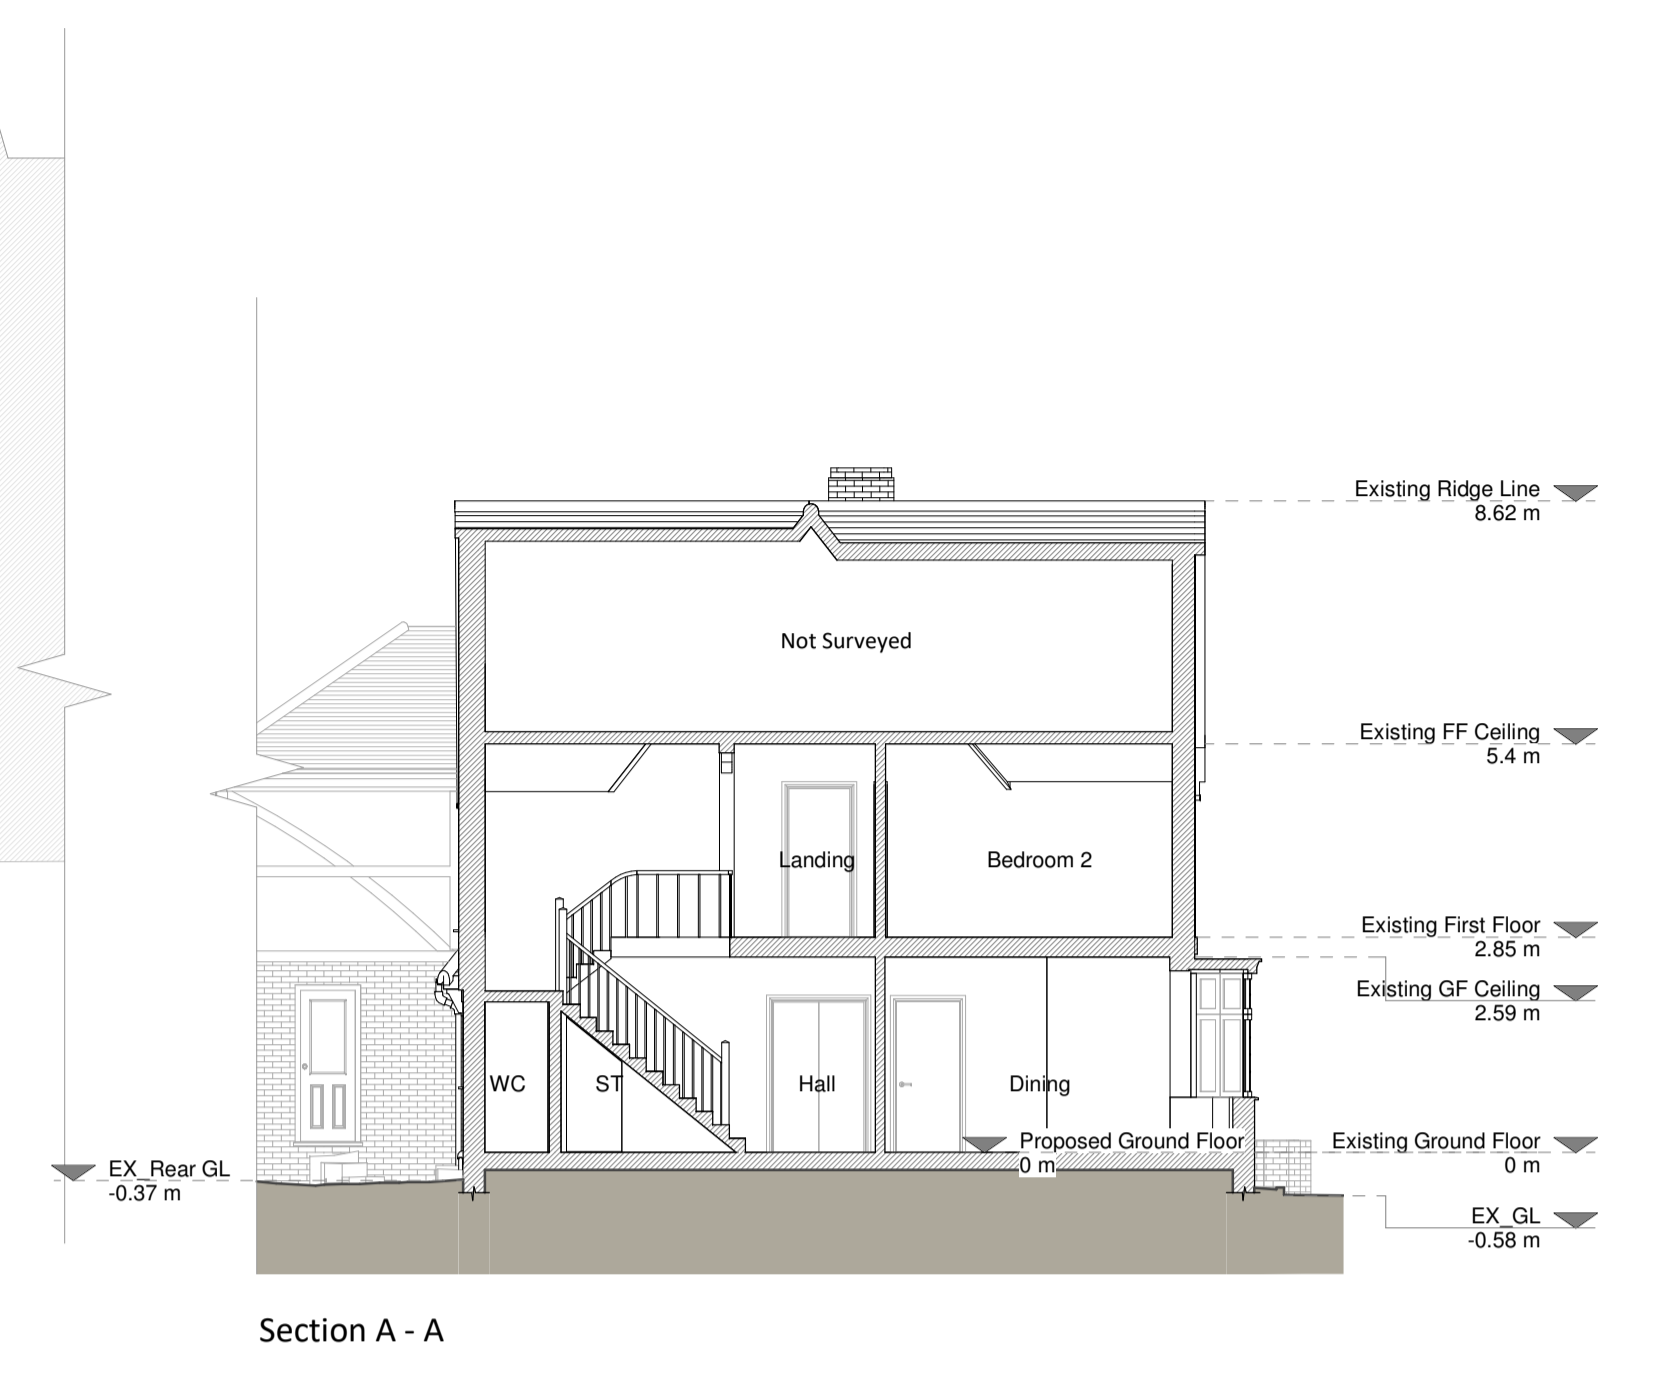 Existing Ridge Line
8.62 m
Not Surveyed
Existing FF Ceiling
5.4 m
Landing
Bedroom 2
Existing First Floor
2.85 m
Existing GF Ceiling
2.59 m
WC
ST
Hall
Dining
Proposed Ground Floor
0 m
Existing Ground Floor
0 m
EX_Rear GL
-0.37 m
EX_GL
-0.58 m
Section A - A